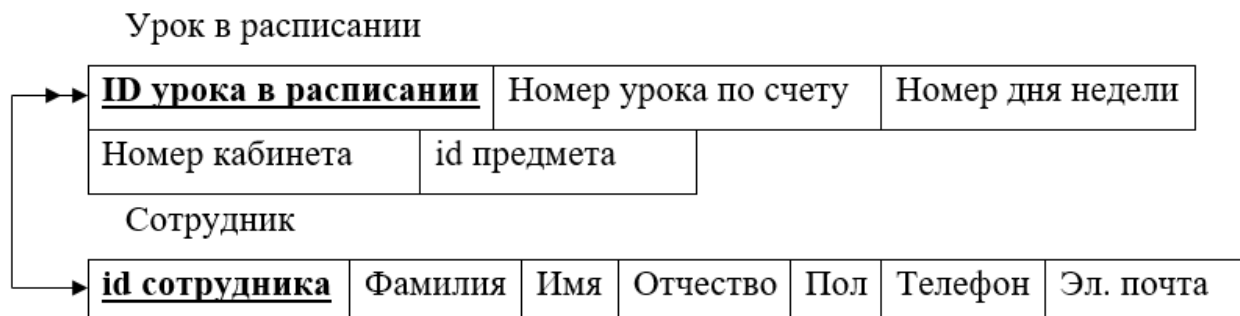 Урок в расписании
ID урока в расписании Номер урока по счету Номер дня недели
Номер кабинета id предмета
Сотрудник
id сотрудника Фамилия Имя Отчество Пол Телефон Эл. почта